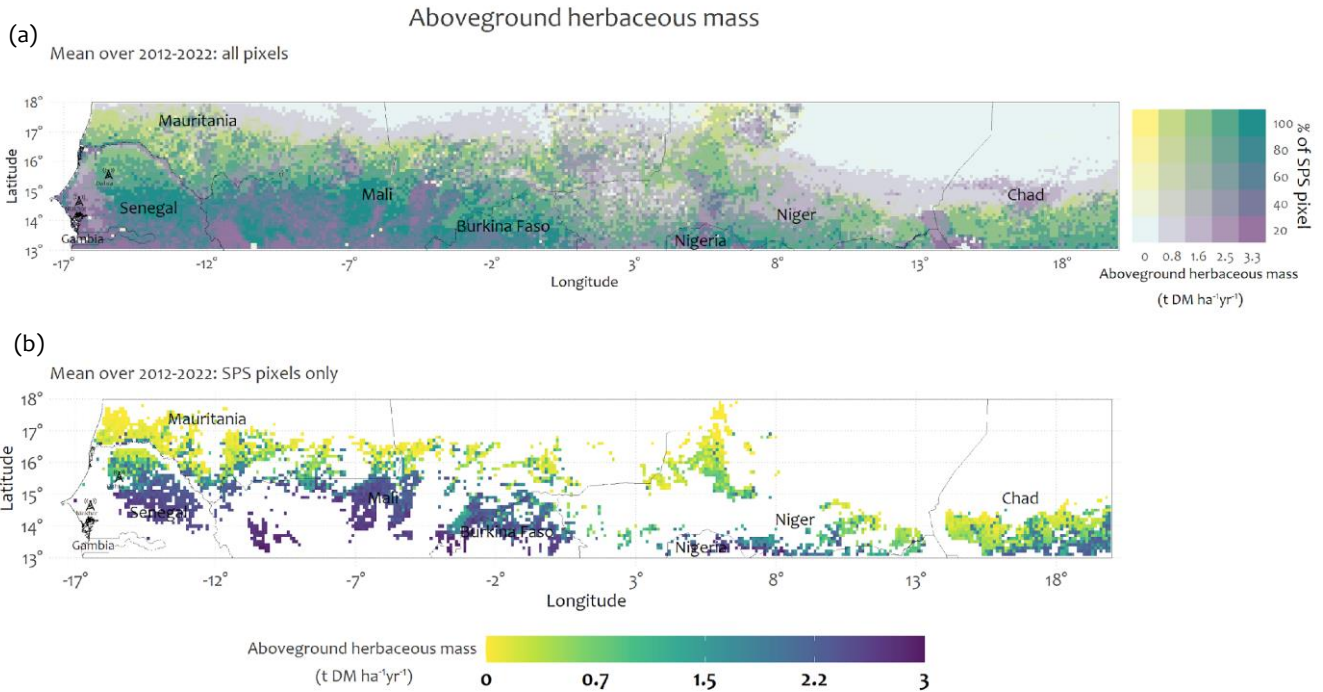 Aboveground herbaceous mass
(a)
Mean over 2012-2022: all pixels
18°
17°
16°
15°
14°
13°
Latitude
Mauritania
Senegal
Gambia
Mali
Burkina Faso
Niger
Nigeria
Chad
-17°
-12°
-7°
-2°
3°
8°
13°
18°
Longitude
100
80
60
40
20
% of SPS pixel
0 0.8 1.6 2.5 3.3
Aboveground herbaceous mass
(t DM ha⁻¹yr⁻¹)
(b)
Mean over 2012-2022: SPS pixels only
18°
17°
16°
15°
14°
13°
Latitude
Mauritania
Senegal
Gambia
Mali
Burkina Faso
Niger
Nigeria
Chad
-17°
-12°
-7°
-2°
3°
8°
13°
18°
Longitude
Aboveground herbaceous mass
(t DM ha⁻¹yr⁻¹)
0 0.7 1.5 2.2 3